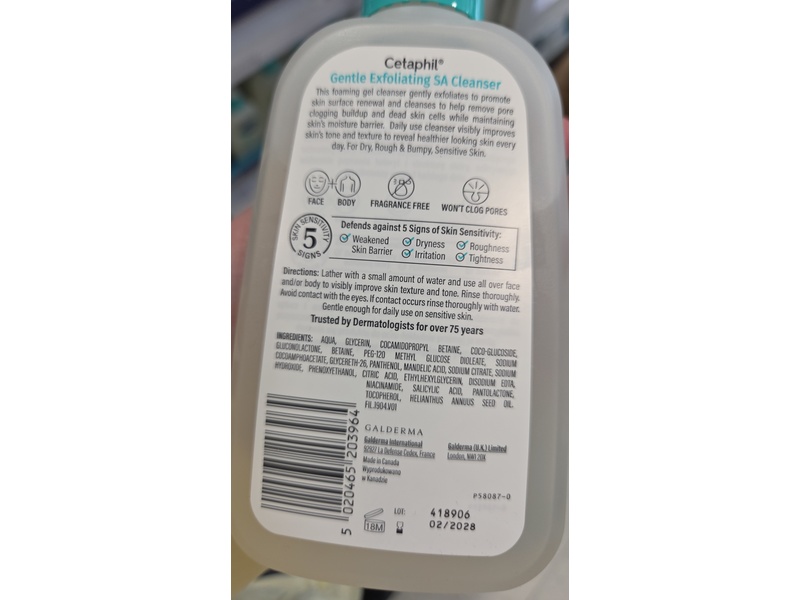 Cetaphil®
Gentle Exfoliating SA Cleanser
This foaming gel cleanser gently exfoliates to promote
skin surface renewal and cleanses to help remove pore
clogging buildup and dead skin cells while maintaining
skin's moisture barrier. Daily use cleanser visibly improves
skin's tone and texture to reveal healthier looking skin every
day. For Dry, Rough & Bumpy, Sensitive Skin.
FACE + BODY FRAGRANCE FREE WON'T CLOG PORES
SKIN SENSITIVITY
5
SIGNS
Defends against 5 Signs of Skin Sensitivity:
Weakened Dryness Roughness
Skin Barrier Irritation Tightness
Directions: Lather with a small amount of water and use all over face
and/or body to visibly improve skin texture and tone. Rinse thoroughly.
Avoid contact with the eyes. If contact occurs rinse thoroughly with water.
Gentle enough for daily use on sensitive skin.
Trusted by Dermatologists for over 75 years
INGREDIENTS: AQUA, GLYCERIN, COCAMIDOPROPYL BETAINE, COCO-GLUCOSIDE,
GLUCONOLACTONE, BETAINE, PEG-120 METHYL GLUCOSE DIOLEATE, SODIUM
COCOAMPHOACETATE, GLYCERETH-26, PANTHENOL, MANDELIC ACID, SODIUM CITRATE, SODIUM
HYDROXIDE, PHENOXYETHANOL, CITRIC ACID, ETHYLHEXYLGLYCERIN, DISODIUM EDTA,
NIACINAMIDE, SALICYLIC ACID, PANTOLACTONE,
TOCOPHEROL, HELIANTHUS ANNUUS SEED OIL.
FIL.1904.V01
GALDERMA
Galderma International
92927 La Defense Cedex, France
Made in Canada
Wyprodukowano
w Kanadzie
Galderma (U.K.) Limited
London, NW1 2DX
P58087-0
5 020465 203964
18M
LOT:
418906
02/2028